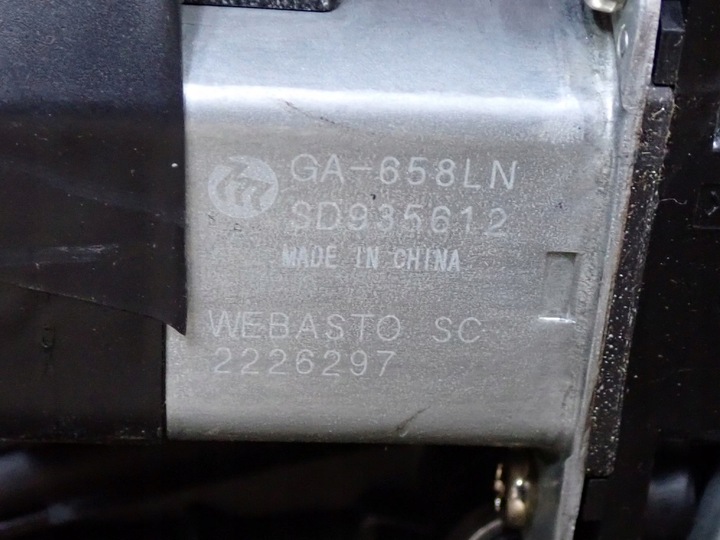 GA-658LN
SD935612
MADE IN CHINA
WEBASTO SC
2226297